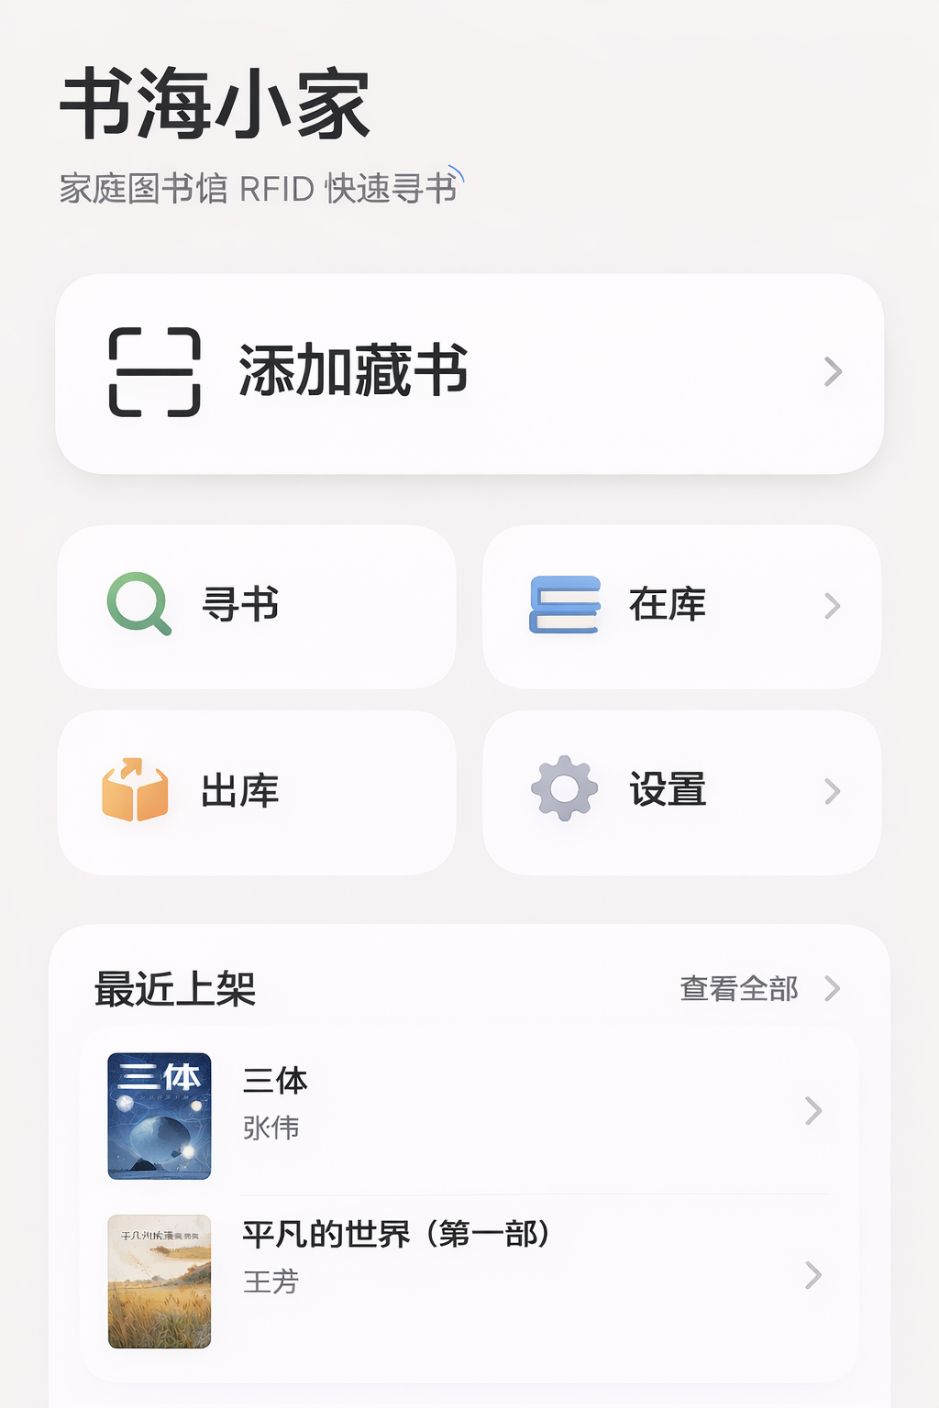 书海小家
家庭图书馆 RFID 快速寻书
添加藏书
寻书
在库
出库
设置
最近上架
查看全部
三体
三体
张伟
平凡的世界（第一部）
王芳